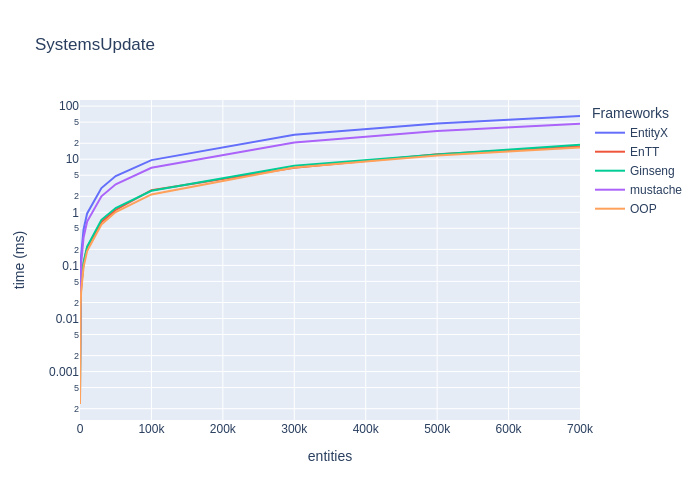 SystemsUpdate
100
5
2
10
5
2
1
5
2
0.1
5
2
0.01
5
2
0.001
5
2
0 100k 200k 300k 400k 500k 600k 700k
entities
time (ms)
Frameworks
EntityX
EnTT
Ginseng
mustache
OOP